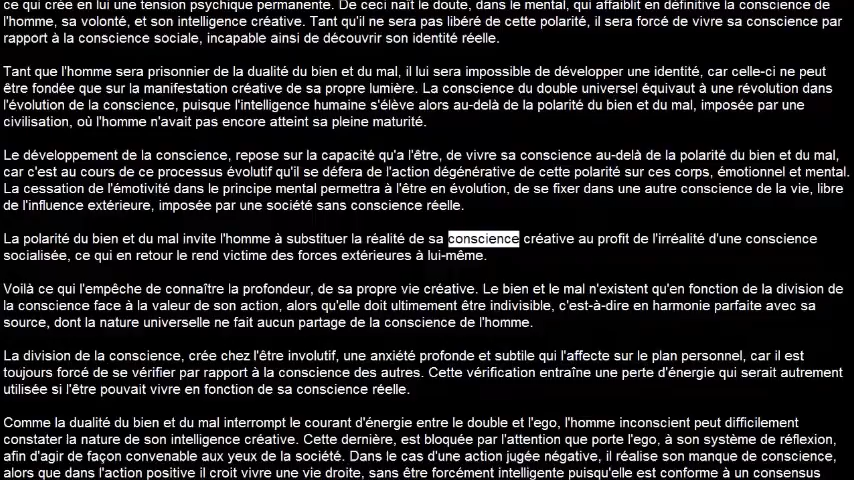 ce qui crée en lui une tension psychique permanente. De ceci naît le doute, dans le mental, qui affaiblit en définitive la conscience de
l'homme, sa volonté, et son intelligence créative. Tant qu'il ne sera pas libéré de cette polarité, il sera forcé de vivre sa conscience par
rapport à la conscience sociale, incapable ainsi de découvrir son identité réelle.
Tant que l'homme sera prisonnier de la dualité du bien et du mal, il lui sera impossible de développer une identité, car celle-ci ne peut
être fondée que sur la manifestation créative de sa propre lumière. La conscience du double universel équivaut à une révolution dans
l'évolution de la conscience, puisque l'intelligence humaine s'élève alors au-delà de la polarité du bien et du mal, imposée par une
civilisation, où l'homme n'avait pas encore atteint sa pleine maturité.
Le développement de la conscience, repose sur la capacité qu'a l'être, de vivre sa conscience au-delà de la polarité du bien et du mal,
car c'est au cours de ce processus évolutif qu'il se défera de l'action dégénérative de cette polarité sur ces corps, émotionnel et mental.
La cessation de l'émotivité dans le principe mental permettra à l'être en évolution, de se fixer dans une autre conscience de la vie, libre
de l'influence extérieure, imposée par une société sans conscience réelle.
La polarité du bien et du mal invite l'homme à substituer la réalité de sa conscience créative au profit de l'irréalité d'une conscience
socialisée, ce qui en retour le rend victime des forces extérieures à lui-même.
Voilà ce qui l'empêche de connaître la profondeur, de sa propre vie créative. Le bien et le mal n'existent qu'en fonction de la division de
la conscience face à la valeur de son action, alors qu'elle doit ultimement être indivisible, c'est-à-dire en harmonie parfaite avec sa
source, dont la nature universelle ne fait aucun partage de la conscience de l'homme.
La division de la conscience, crée chez l'être involutif, une anxiété profonde et subtile qui l'affecte sur le plan personnel, car il est
toujours forcé de se vérifier par rapport à la conscience des autres. Cette vérification entraîne une perte d'énergie qui serait autrement
utilisée si l'être pouvait vivre en fonction de sa conscience réelle.
Comme la dualité du bien et du mal interrompt le courant d'énergie entre le double et l'ego, l'homme inconscient peut difficilement
constater la nature de son intelligence créative. Cette dernière, est bloquée par l'attention que porte l'ego, à son système de réflexion,
afin d'agir de façon convenable aux yeux de la société. Dans le cas d'une action jugée négative, il réalise son manque de conscience,
alors que dans l'action positive il croit vivre une vie droite, sans être forcément intelligente puisqu'elle est conforme à un consensus